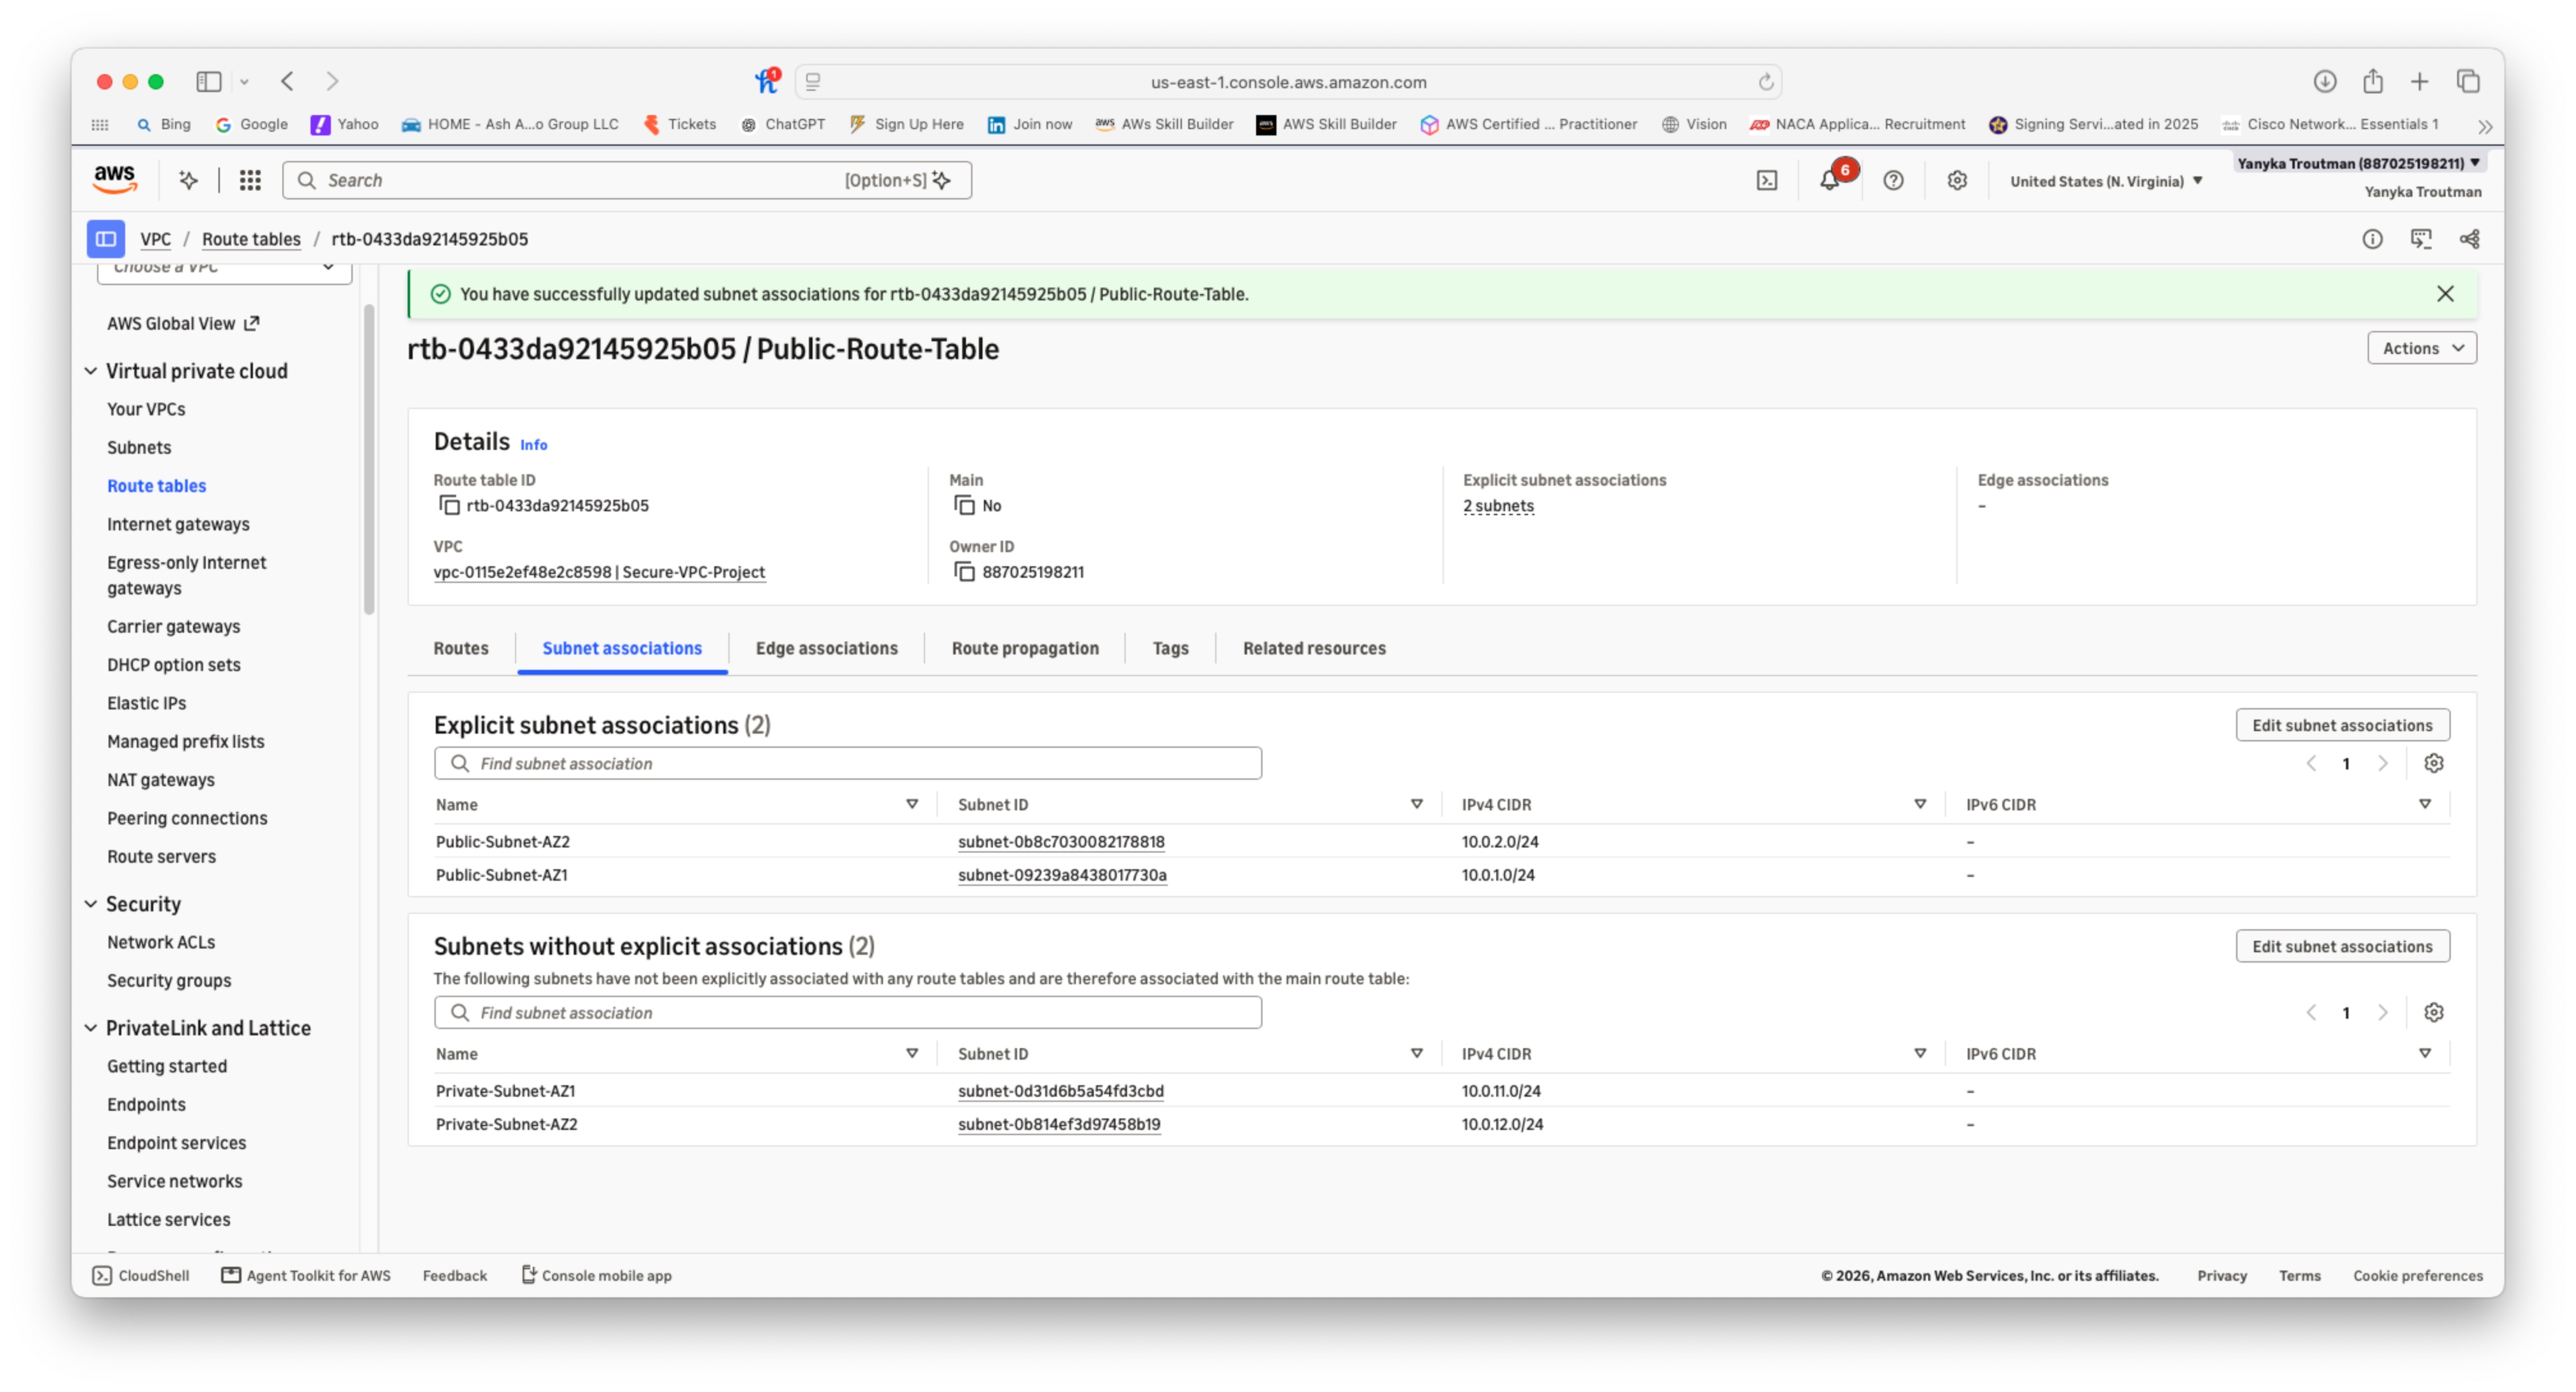 us-east-1.console.aws.amazon.com
1
Bing Google Yahoo HOME - Ash A...o Group LLC Tickets ChatGPT Sign Up Here Join now aws AWs Skill Builder AWS Skill Builder AWS Certified ... Practitioner Vision NACA Applica... Recruitment Signing Servi...ated in 2025 Cisco Network... Essentials 1
aws Search [Option+S] 6 United States (N. Virginia) Yanyka Troutman (887025198211)
Yanyka Troutman
VPC / Route tables / rtb-0433da92145925b05
Choose a VPC
AWS Global View
Virtual private cloud
Your VPCs
Subnets
Route tables
Internet gateways
Egress-only Internet
gateways
Carrier gateways
DHCP option sets
Elastic IPs
Managed prefix lists
NAT gateways
Peering connections
Route servers
Security
Network ACLs
Security groups
PrivateLink and Lattice
Getting started
Endpoints
Endpoint services
Service networks
Lattice services
You have successfully updated subnet associations for rtb-0433da92145925b05 / Public-Route-Table.
rtb-0433da92145925b05 / Public-Route-Table
Actions
Details Info
Route table ID
rtb-0433da92145925b05
Main
No
Explicit subnet associations
2 subnets
Edge associations
–
VPC
vpc-0115e2ef48e2c8598 | Secure-VPC-Project
Owner ID
887025198211
Routes Subnet associations Edge associations Route propagation Tags Related resources
Explicit subnet associations (2)
Edit subnet associations
Find subnet association
1
Name Subnet ID IPv4 CIDR IPv6 CIDR
Public-Subnet-AZ2 subnet-0b8c7030082178818 10.0.2.0/24 –
Public-Subnet-AZ1 subnet-09239a8438017730a 10.0.1.0/24 –
Subnets without explicit associations (2)
Edit subnet associations
The following subnets have not been explicitly associated with any route tables and are therefore associated with the main route table:
Find subnet association
1
Name Subnet ID IPv4 CIDR IPv6 CIDR
Private-Subnet-AZ1 subnet-0d31d6b5a54fd3cbd 10.0.11.0/24 –
Private-Subnet-AZ2 subnet-0b814ef3d97458b19 10.0.12.0/24 –
CloudShell Agent Toolkit for AWS Feedback Console mobile app © 2026, Amazon Web Services, Inc. or its affiliates. Privacy Terms Cookie preferences